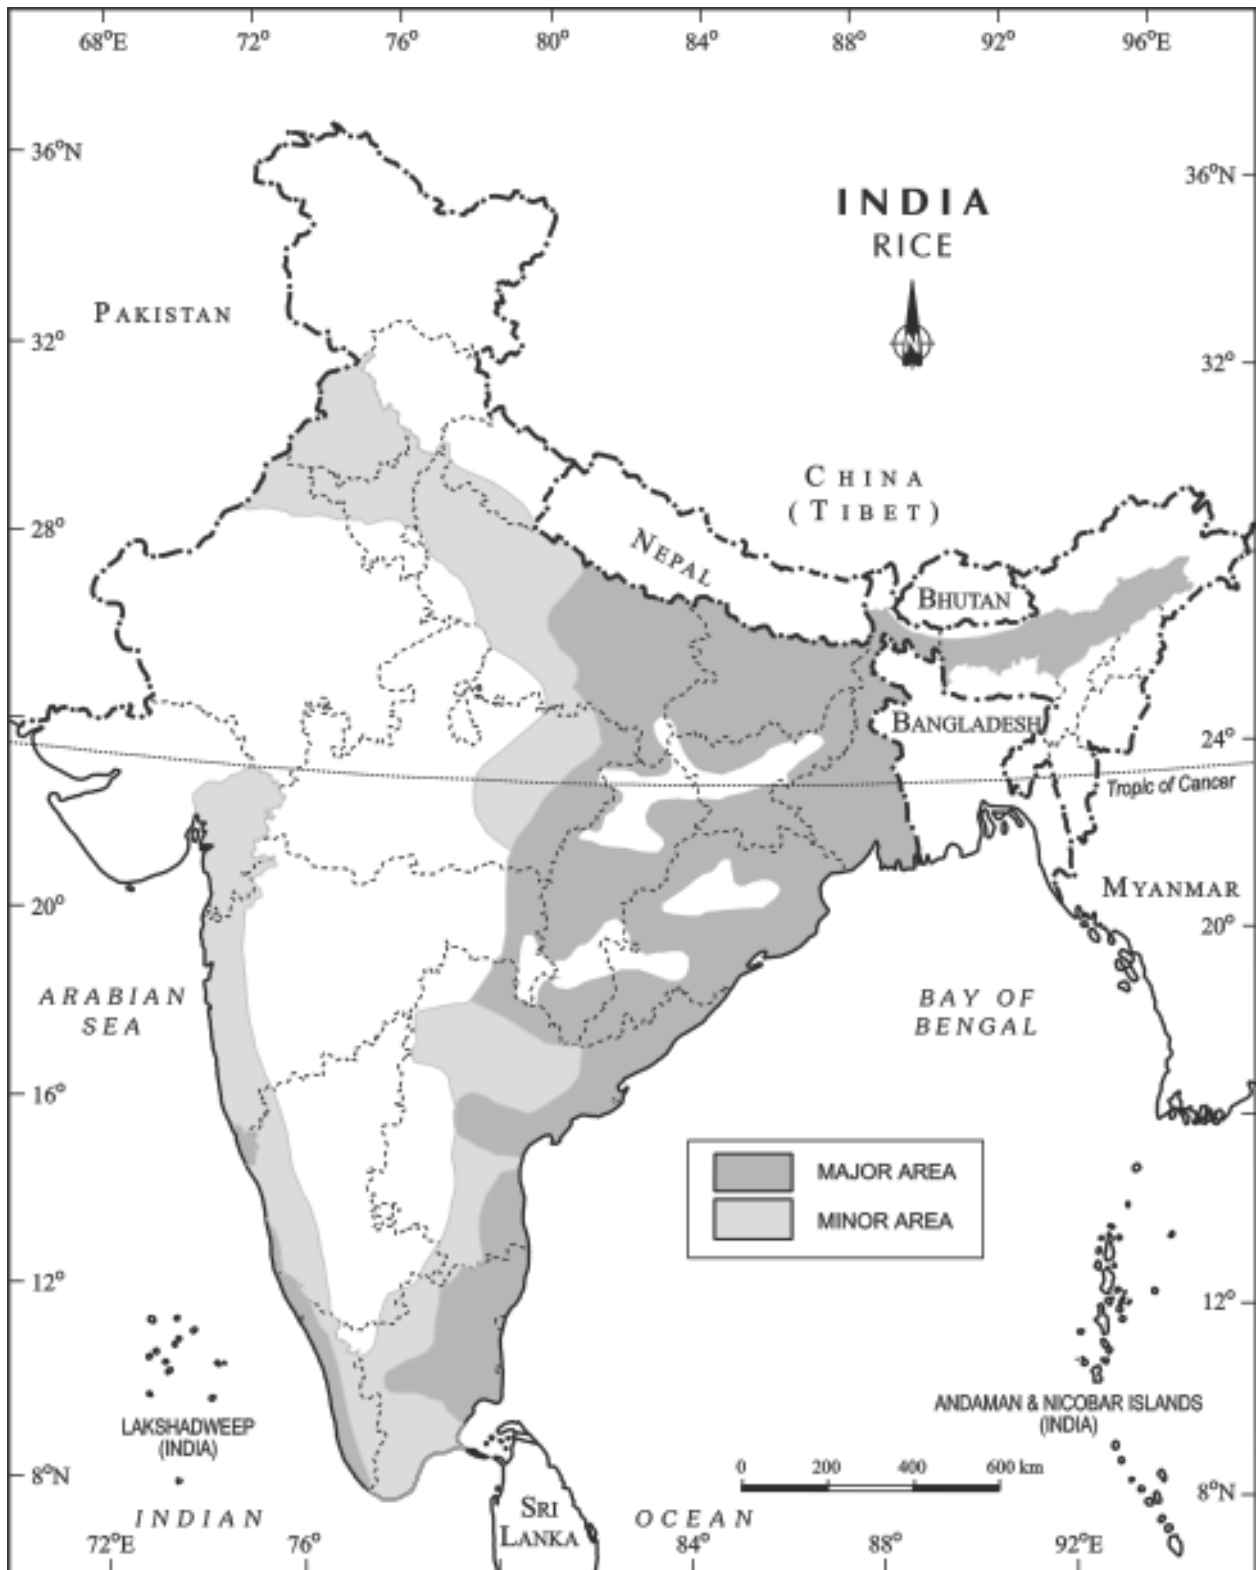 68°E 72° 76° 80° 84° 88° 92° 96°E
36°N
36°N
INDIA
RICE
N
PAKISTAN
32°
32°
CHINA
(TIBET)
NEPAL
28°
28°
BHUTAN
BANGLADESH
24°
24°
Tropic of Cancer
MYANMAR
20°
20°
ARABIAN
SEA
BAY OF
BENGAL
16°
MAJOR AREA
MINOR AREA
12°
12°
LAKSHADWEEP
(INDIA)
ANDAMAN & NICOBAR ISLANDS
(INDIA)
8°N
0 200 400 600 km
8°N
SRI
LANKA
INDIAN OCEAN
72°E 76° 84° 88° 92°E